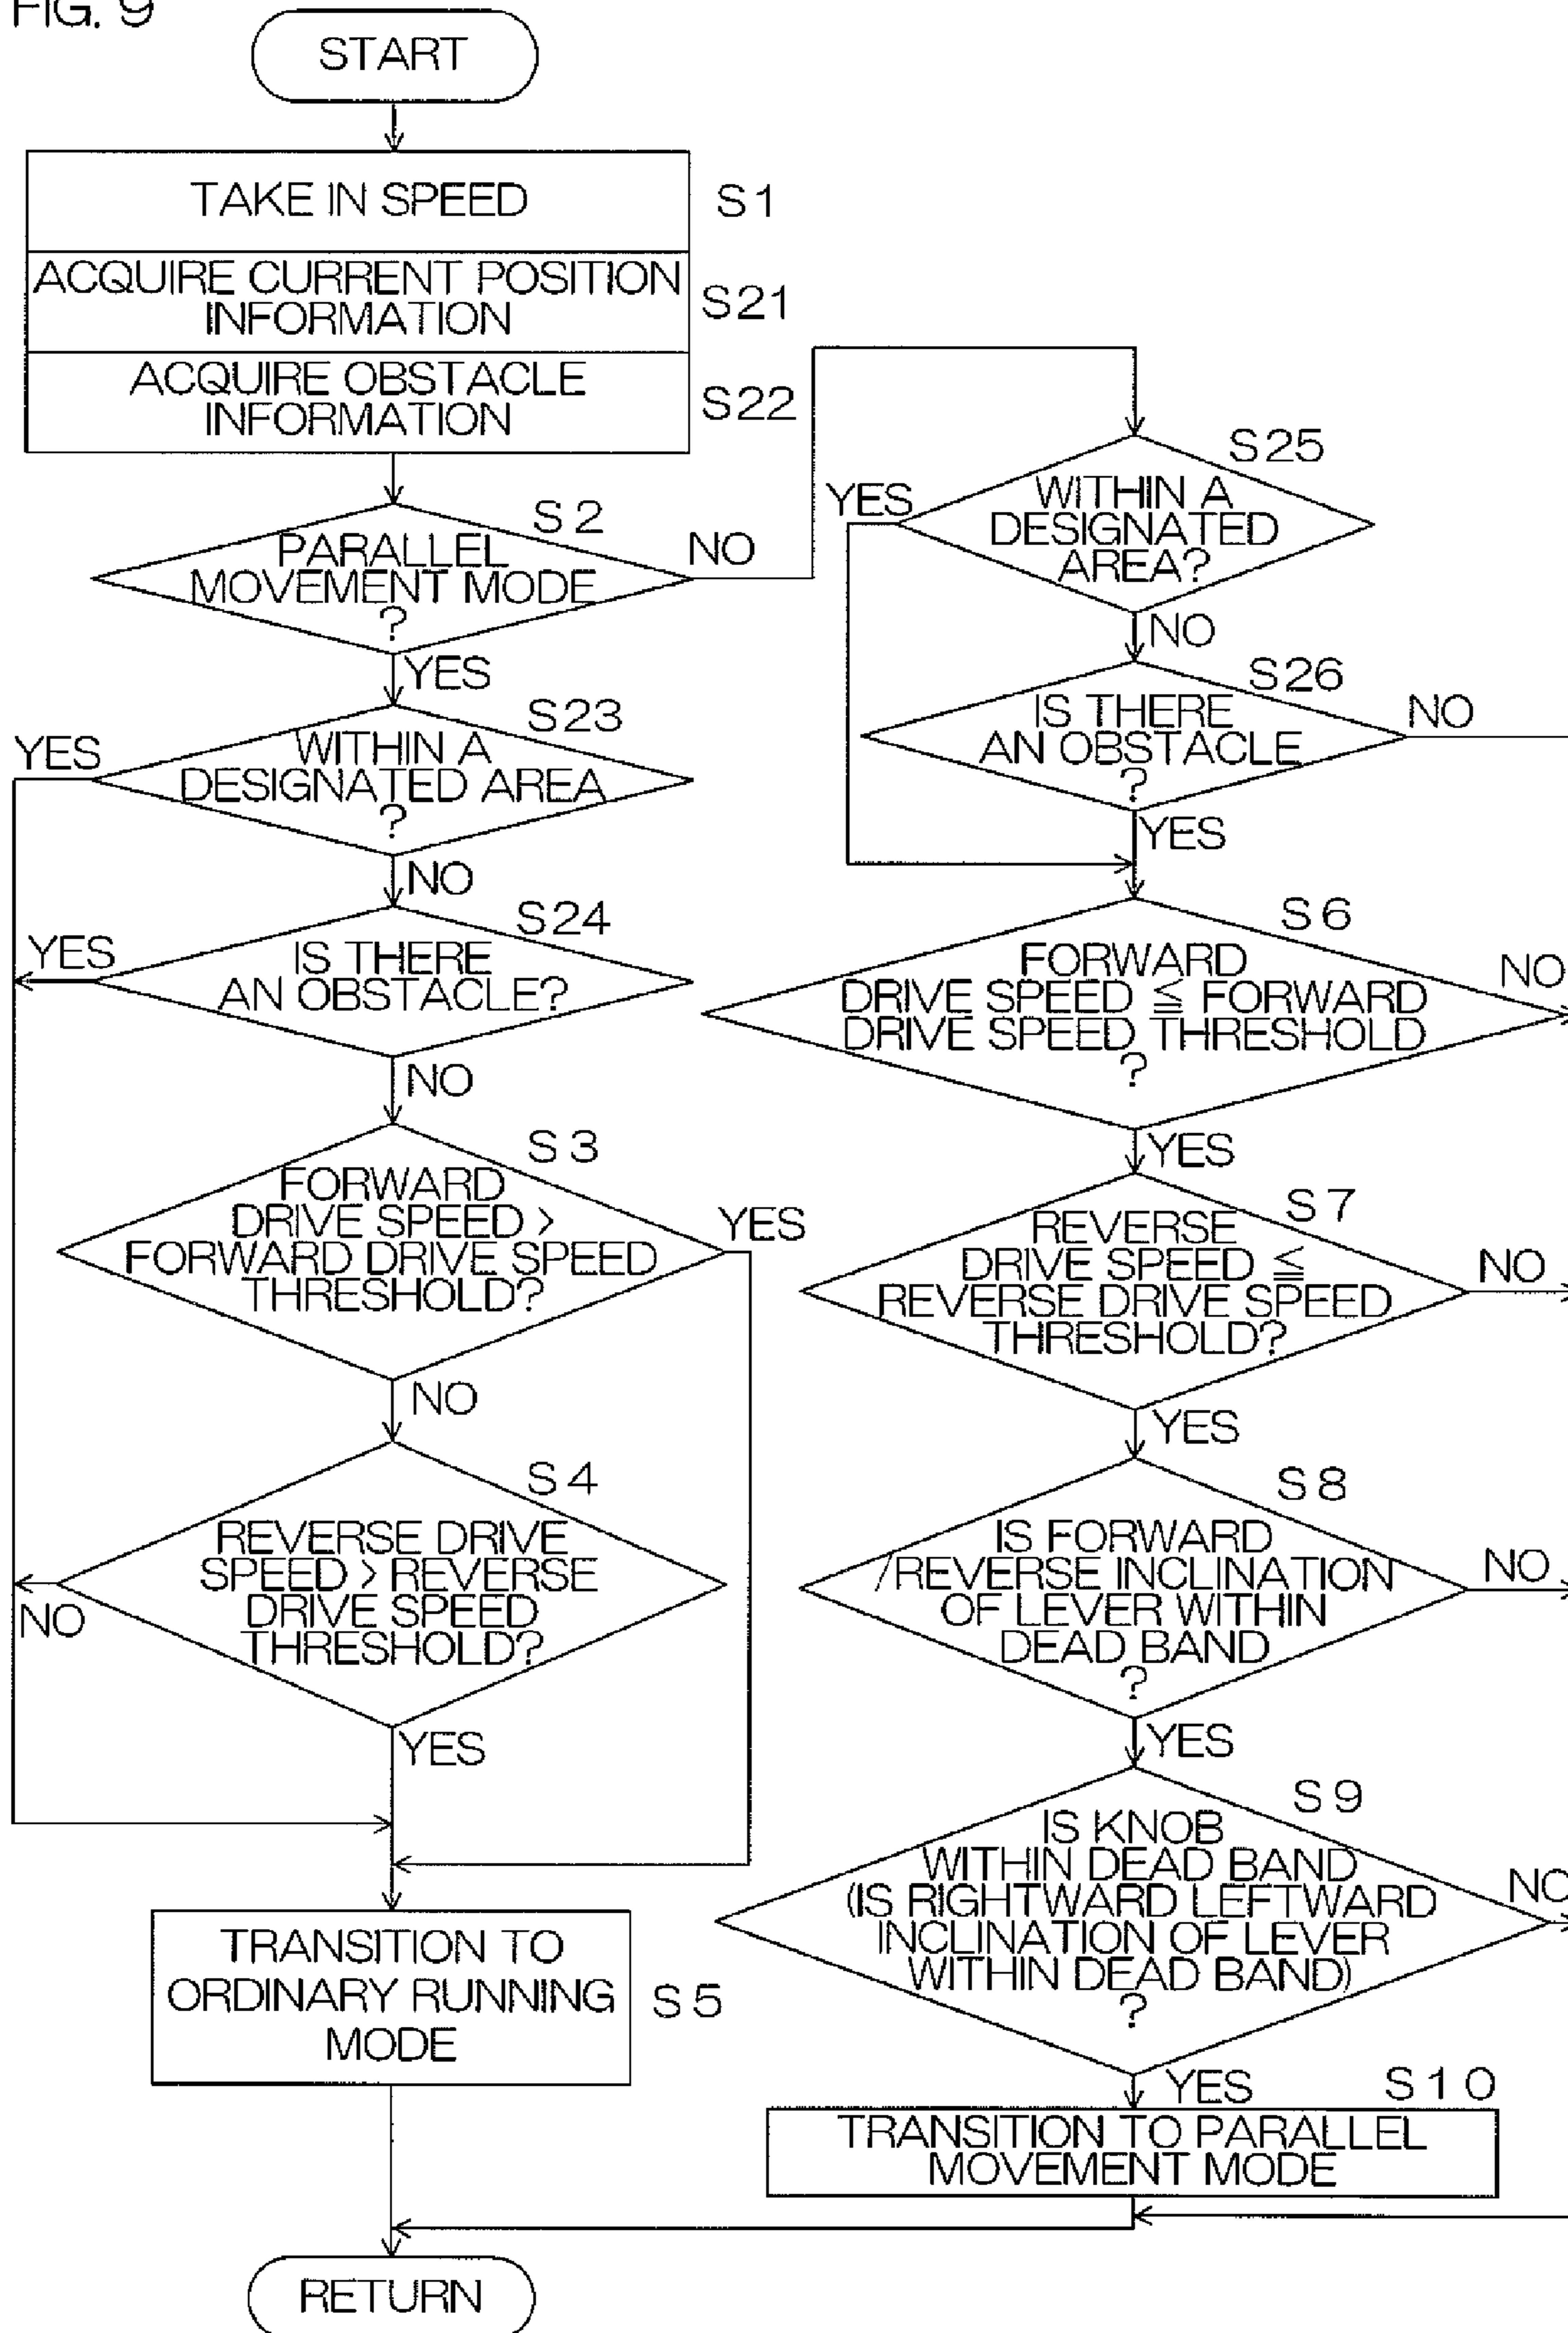 FIG. 9
START
TAKE IN SPEED
S1
ACQUIRE CURRENT POSITION
INFORMATION
S21
ACQUIRE OBSTACLE
INFORMATION
S22
S2
PARALLEL
MOVEMENT MODE
?
NO
YES
S23
WITHIN A
DESIGNATED AREA
?
YES
NO
S24
IS THERE
AN OBSTACLE?
YES
NO
S3
FORWARD
DRIVE SPEED >
FORWARD DRIVE SPEED
THRESHOLD?
YES
NO
S4
REVERSE DRIVE
SPEED > REVERSE
DRIVE SPEED
THRESHOLD?
NO
YES
TRANSITION TO
ORDINARY RUNNING
MODE
S5
S25
WITHIN A
DESIGNATED
AREA?
YES
NO
S26
IS THERE
AN OBSTACLE
?
NO
YES
S6
FORWARD
DRIVE SPEED ≦ FORWARD
DRIVE SPEED THRESHOLD
?
NO
YES
S7
REVERSE
DRIVE SPEED ≦
REVERSE DRIVE SPEED
THRESHOLD?
NO
YES
S8
IS FORWARD
/REVERSE INCLINATION
OF LEVER WITHIN
DEAD BAND
?
NO
YES
S9
IS KNOB
WITHIN DEAD BAND
(IS RIGHTWARD LEFTWARD
INCLINATION OF LEVER
WITHIN DEAD BAND)
?
NO
YES
S10
TRANSITION TO PARALLEL
MOVEMENT MODE
RETURN